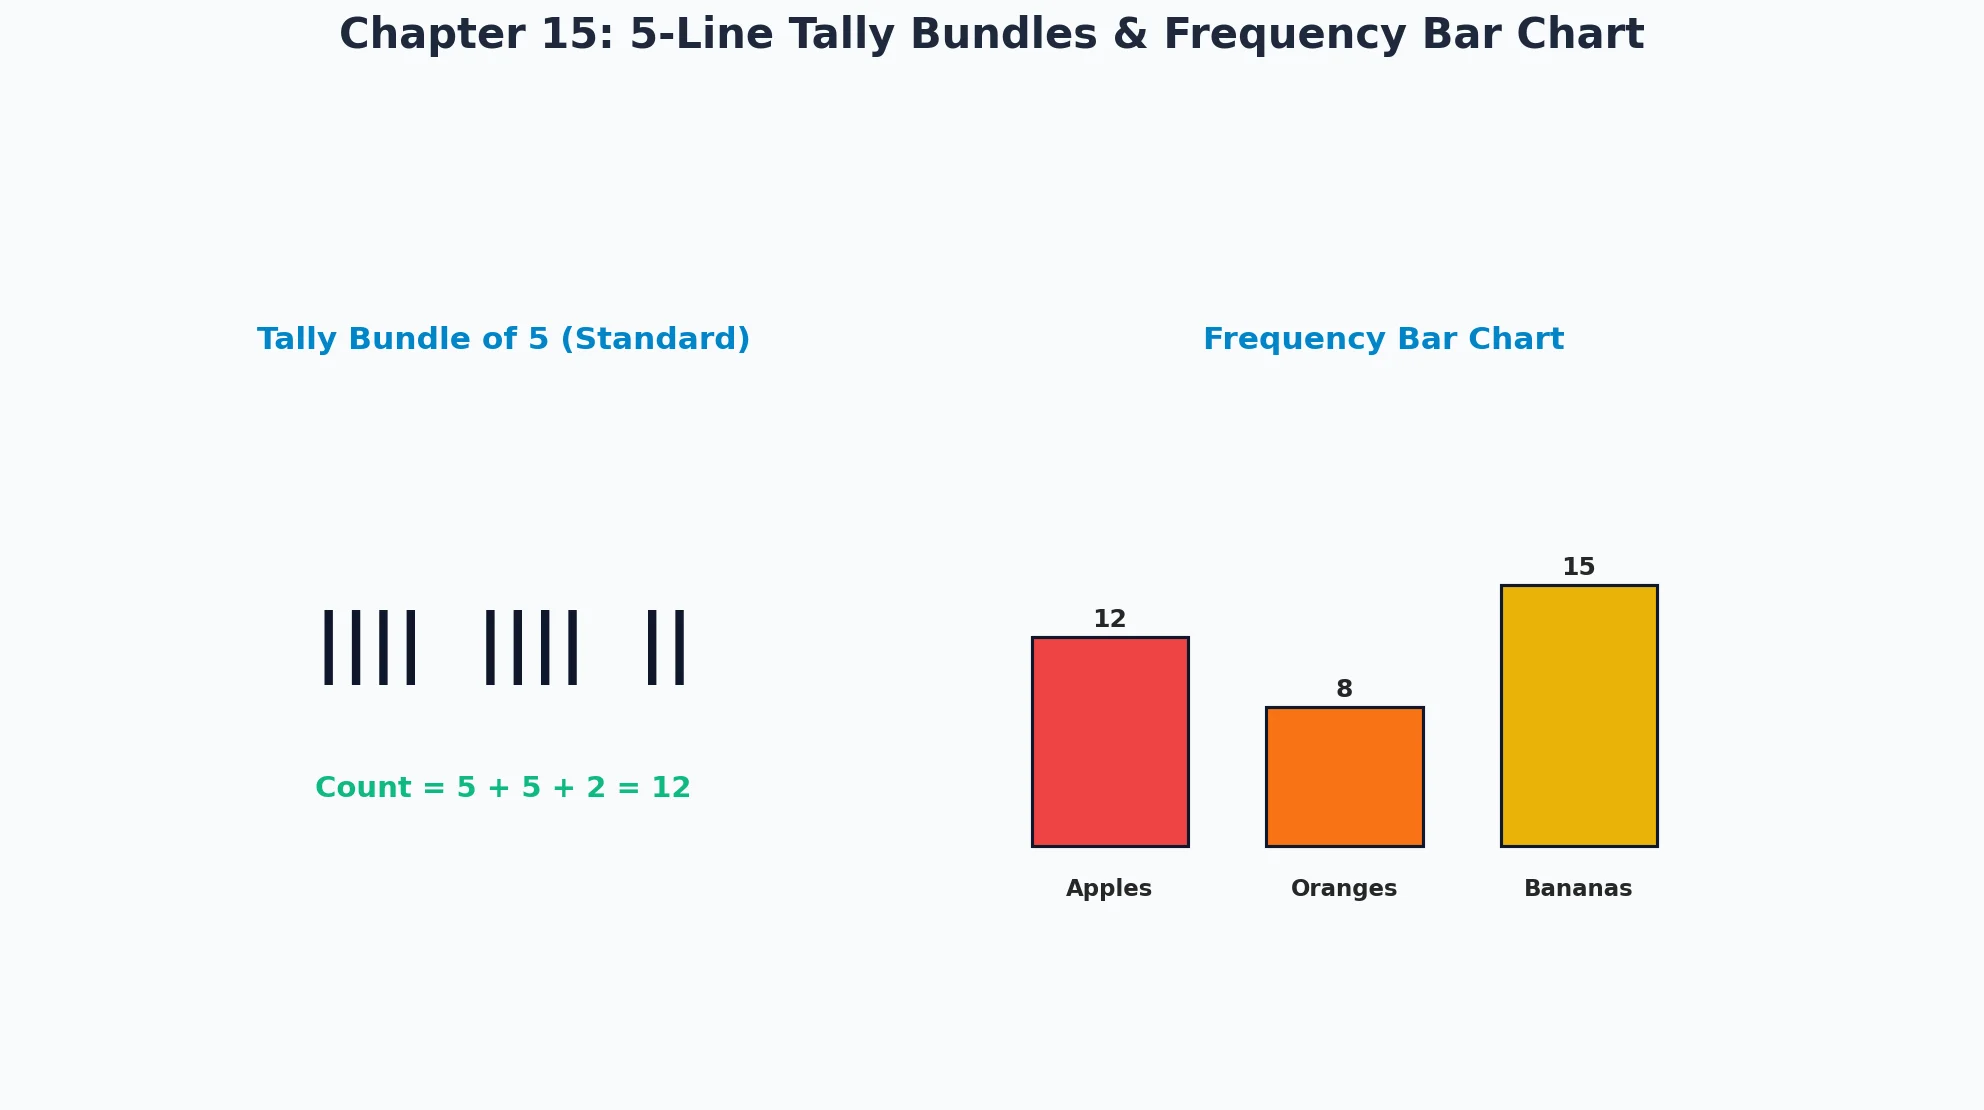 Chapter 15: 5-Line Tally Bundles & Frequency Bar Chart
Tally Bundle of 5 (Standard)
Count = 5 + 5 + 2 = 12
Frequency Bar Chart
12
8
15
Apples
Oranges
Bananas